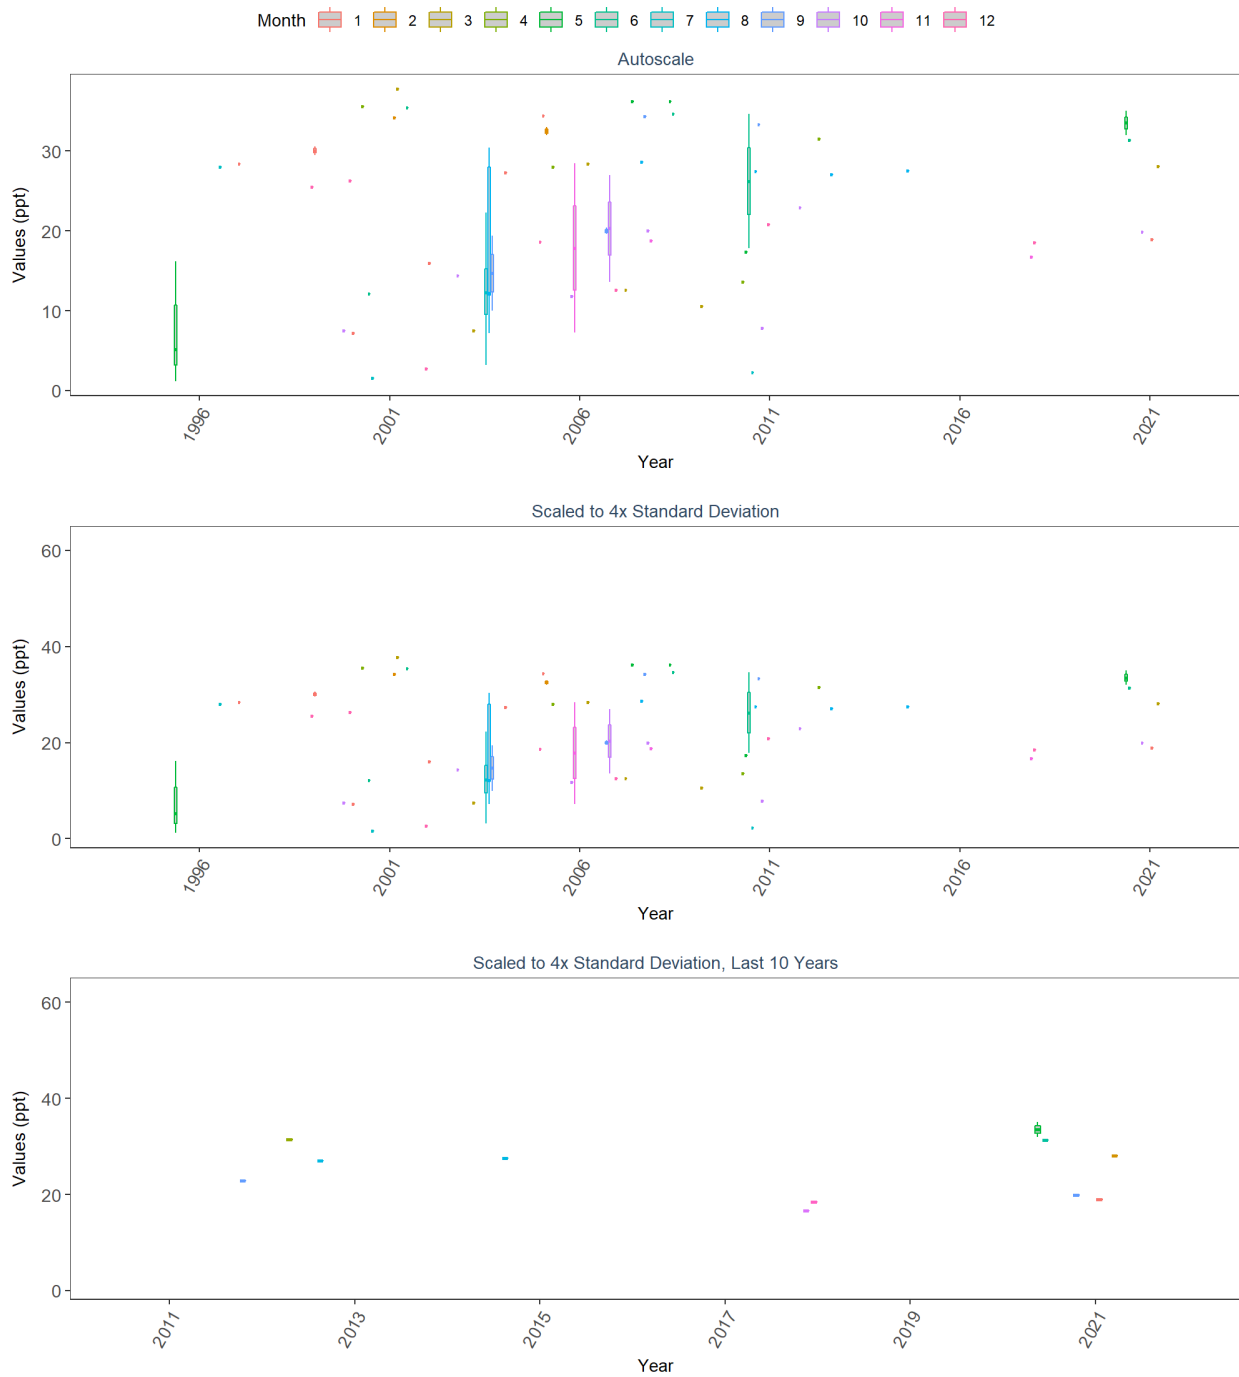 Month 1 2 3 4 5 6 7 8 9 10 11 12
Autoscale
30
20
10
0
Values (ppt)
1996 2001 2006 2011 2016 2021
Year
Scaled to 4x Standard Deviation
60
40
20
0
Values (ppt)
1996 2001 2006 2011 2016 2021
Year
Scaled to 4x Standard Deviation, Last 10 Years
60
40
20
0
Values (ppt)
2011 2013 2015 2017 2019 2021
Year